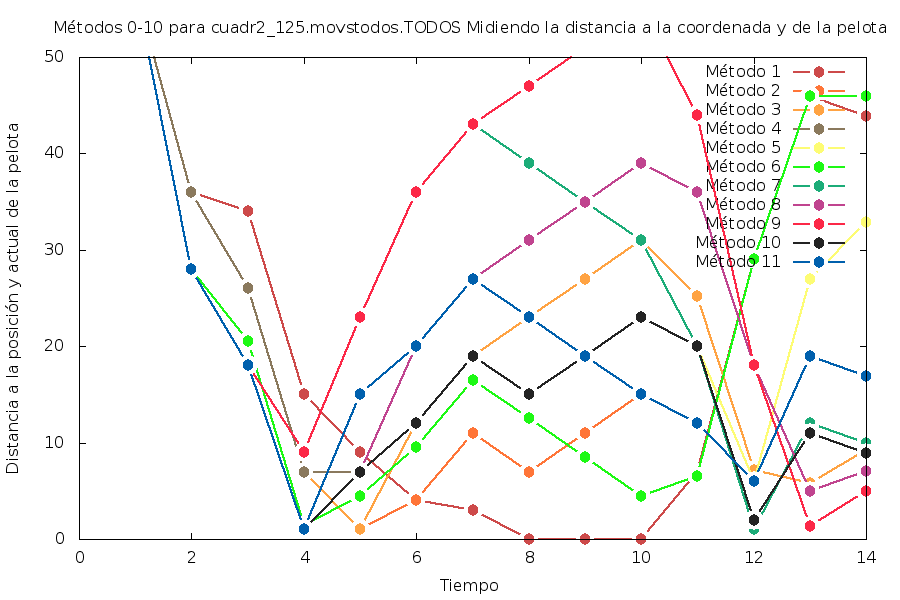 Métodos 0-10 para cuadr2_125.movstodos.TODOS Midiendo la distancia a la coordenada y de la pelota
50
40
30
20
10
0
Distancia a la posición y actual de la pelota
Método 1
Método 2
Método 3
Método 4
Método 5
Método 6
Método 7
Método 8
Método 9
Método 10
Método 11
0 2 4 6 8 10 12 14
Tiempo